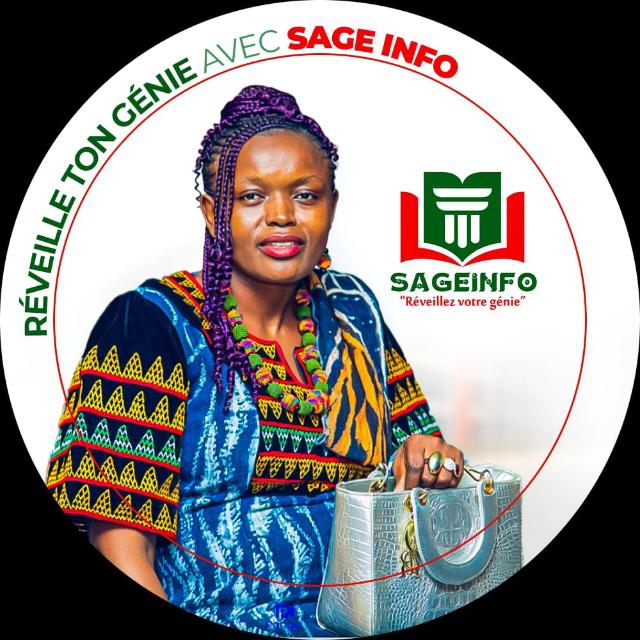 RÉVEILLE TON GÉNIE AVEC SAGE INFO
SAGEINFO
"Réveillez votre génie"